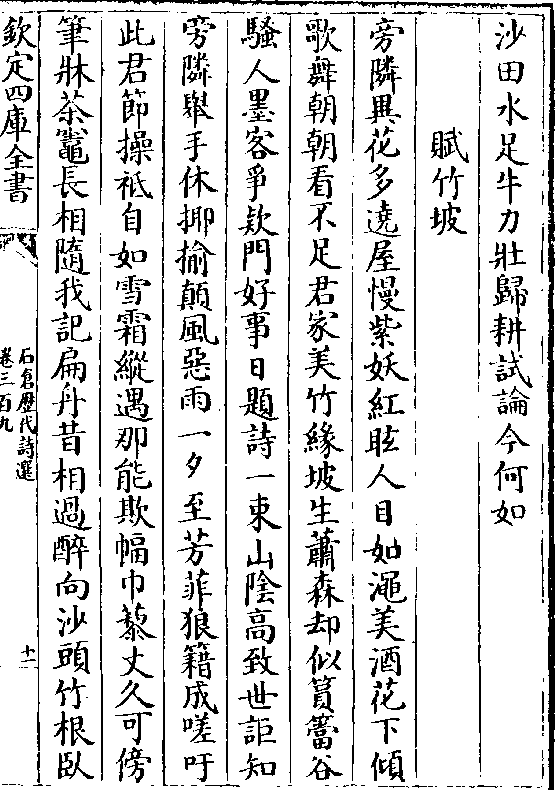 沙田水足牛力壯歸耕試論今何如
賦竹坡
旁隣異花多遶屋慢紫妖紅眩人目如澠美酒花下傾
歌舞朝朝看不足君家美竹緣坡生蕭森却似篔簹谷
騷人墨客爭欵門好事日題詩一束山陰高致世詎知
旁隣舉手休揶揄顛風惡雨一夕至芳菲狼籍成嗟吁
此君節操祗自如雪霜縱遇那能欺幅巾藜丈久可傍
筆牀茶竈長相隨我記扁舟昔相過醉向沙頭竹根臥
欽定四庫全書
石倉歷代詩選
卷三百九
十二